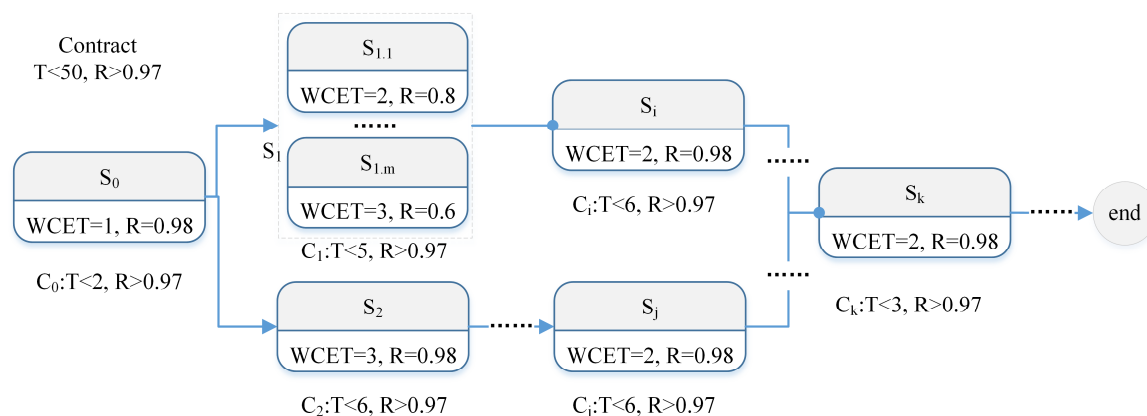 Contract
T<50, R>0.97
S0
WCET=1, R=0.98
C0:T<2, R>0.97
S1
S1.1
WCET=2, R=0.8
......
S1.m
WCET=3, R=0.6
C1:T<5, R>0.97
S2
WCET=3, R=0.98
C2:T<6, R>0.97
......
Si
WCET=2, R=0.98
Ci:T<6, R>0.97
......
Sj
WCET=2, R=0.98
Cj:T<6, R>0.97
......
Sk
WCET=2, R=0.98
Ck:T<3, R>0.97
......
end